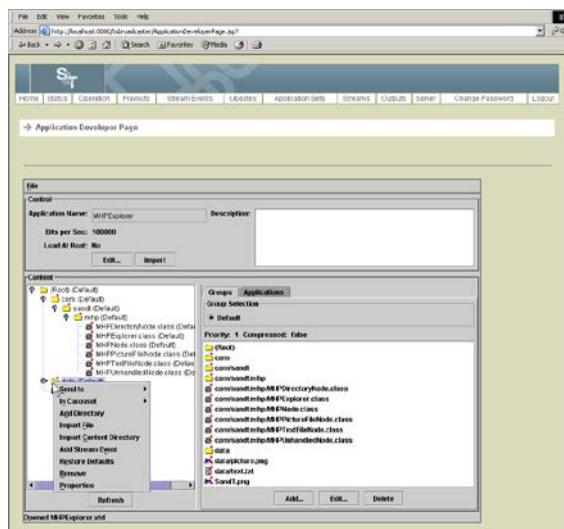 File Edit View Favorites Tools Help
Address http://localhost:8080/tsbroadcaster/ApplicationDeveloperPage.jsp?
Back Search Favorites Media
S&T
Home Status Operation Playouts Stream Events Updates Application Sets Streams Outputs Server Change Password Logout
Application Developer Page
File
Control
Application Name: MHPExplorer Description:
Bits per Sec: 100000
Load At Root: No
Edit... Import
Content
(Root) (Default)
com (Default)
sandt (Default)
mhp (Default)
MHPDirectoryNode.class (Defa
MHPExplorer.class (Default)
MHPNode.class (Default)
MHPPictureFileNode.class (Def
MHPTextFileNode.class (Defau
MHPUnhandledNode.class (De
data (Default)
Send to
In Carousel
Add Directory
Import File
Import Content Directory
Add Stream Event
Restore Defaults
Remove
Properties
Refresh
Groups Applications
Group Selection
Default
Priority: 1 Compressed: false
(Root)
com
com/sandt
com/sandt/mhp
com/sandt/mhp/MHPDirectoryNode.class
com/sandt/mhp/MHPExplorer.class
com/sandt/mhp/MHPNode.class
com/sandt/mhp/MHPPictureFileNode.class
com/sandt/mhp/MHPTextFileNode.class
com/sandt/mhp/MHPUnhandledNode.class
data
data/picture.png
data/text.txt
SandT.png
Add... Edit... Delete
Opened MHPExplorer.xhd